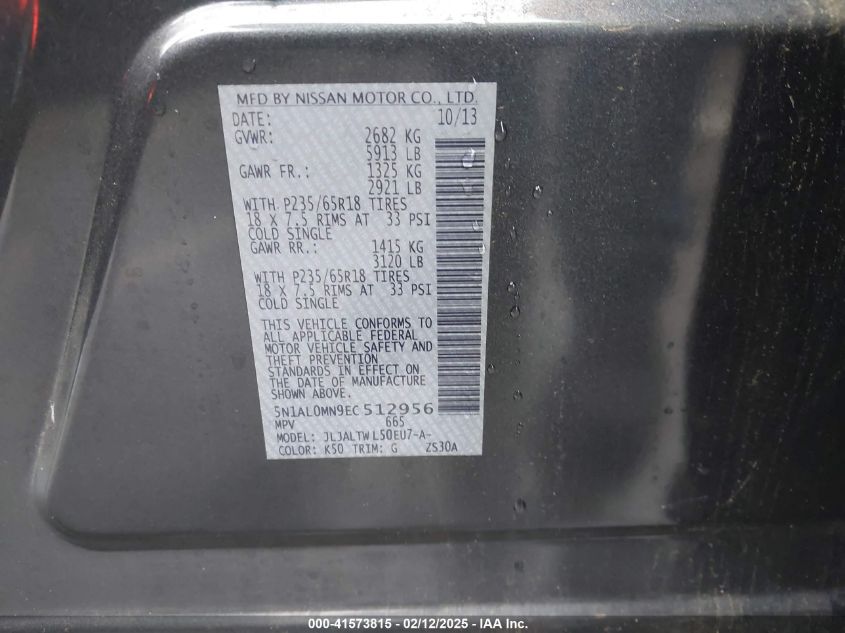 MFD BY NISSAN MOTOR CO., LTD.
DATE: 10/13
GVWR: 2682 KG
5913 LB
GAWR FR.: 1325 KG
2921 LB
WITH P235/65R18 TIRES
18 X 7.5 RIMS AT 33 PSI
COLD SINGLE
GAWR RR.: 1415 KG
3120 LB
WITH P235/65R18 TIRES
18 X 7.5 RIMS AT 33 PSI
COLD SINGLE
THIS VEHICLE CONFORMS TO
ALL APPLICABLE FEDERAL
MOTOR VEHICLE SAFETY AND
THEFT PREVENTION
STANDARDS IN EFFECT ON
THE DATE OF MANUFACTURE
SHOWN ABOVE.
5N1AL0MN9EC512956
MPV 665
MODEL: JLJALTWL50EU7-A-
COLOR: K50 TRIM: G ZS30A
000-41573815 - 02/12/2025 - IAA Inc.